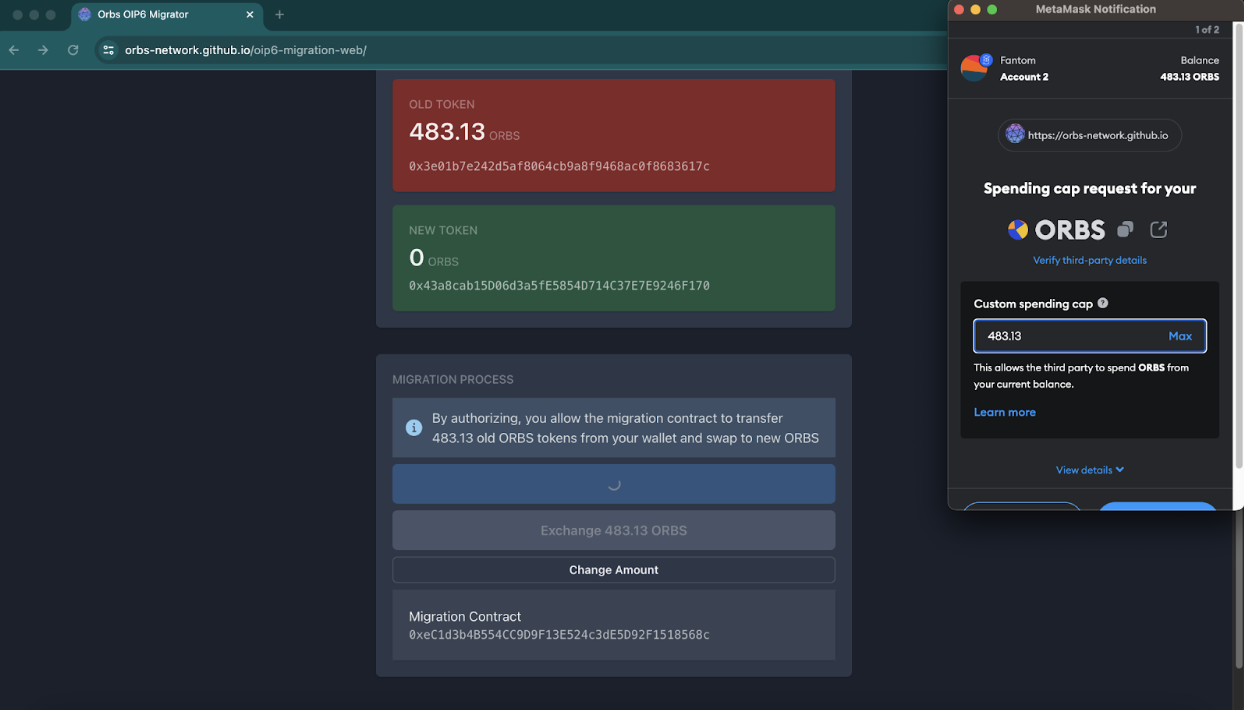 Orbs OIP6 Migrator
orbs-network.github.io/oip6-migration-web/
OLD TOKEN
483.13 ORBS
0x3e01b7e242d5af8064cb9a8f9468ac0f8683617c
NEW TOKEN
0 ORBS
0x43a8cab15D06d3a5fE5854D714C37E7E9246F170
MIGRATION PROCESS
By authorizing, you allow the migration contract to transfer
483.13 old ORBS tokens from your wallet and swap to new ORBS
Exchange 483.13 ORBS
Change Amount
Migration Contract
0xeC1d3b4B554CC9D9F13E524c3dE5D92F1518568c
MetaMask Notification
1 of 2
Fantom
Account 2
Balance
483.13 ORBS
https://orbs-network.github.io
Spending cap request for your
ORBS
Verify third-party details
Custom spending cap
483.13 Max
This allows the third party to spend ORBS from
your current balance.
Learn more
View details